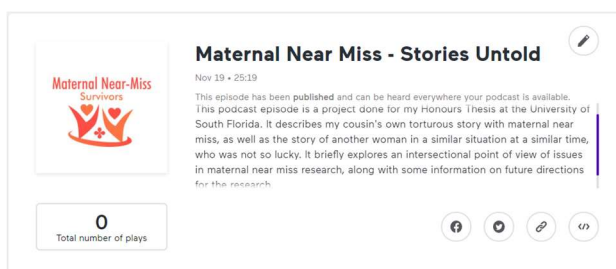 Maternal Near-Miss
Survivors
Maternal Near Miss - Stories Untold
Nov 19 • 25:19
This episode has been published and can be heard everywhere your podcast is available.
This podcast episode is a project done for my Honours Thesis at the University of
South Florida. It describes my cousin's own torturous story with maternal near
miss, as well as the story of another woman in a similar situation at a similar time,
who was not so lucky. It briefly explores an intersectional point of view of issues
in maternal near miss research, along with some information on future directions
for the research.
0
Total number of plays